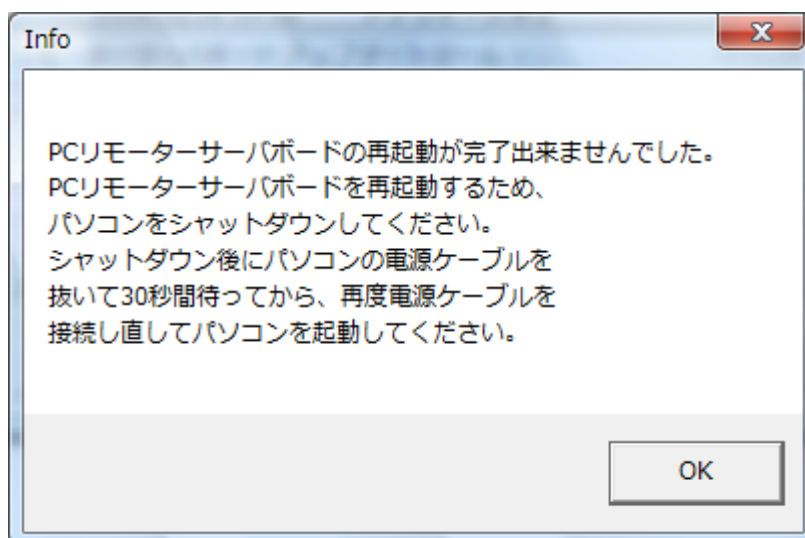 Info
PCリモーターサーバボードの再起動が完了出来ませんでした。
PCリモーターサーバボードを再起動するため、
パソコンをシャットダウンしてください。
シャットダウン後にパソコンの電源ケーブルを
抜いて30秒間待ってから、再度電源ケーブルを
接続し直してパソコンを起動してください。
OK